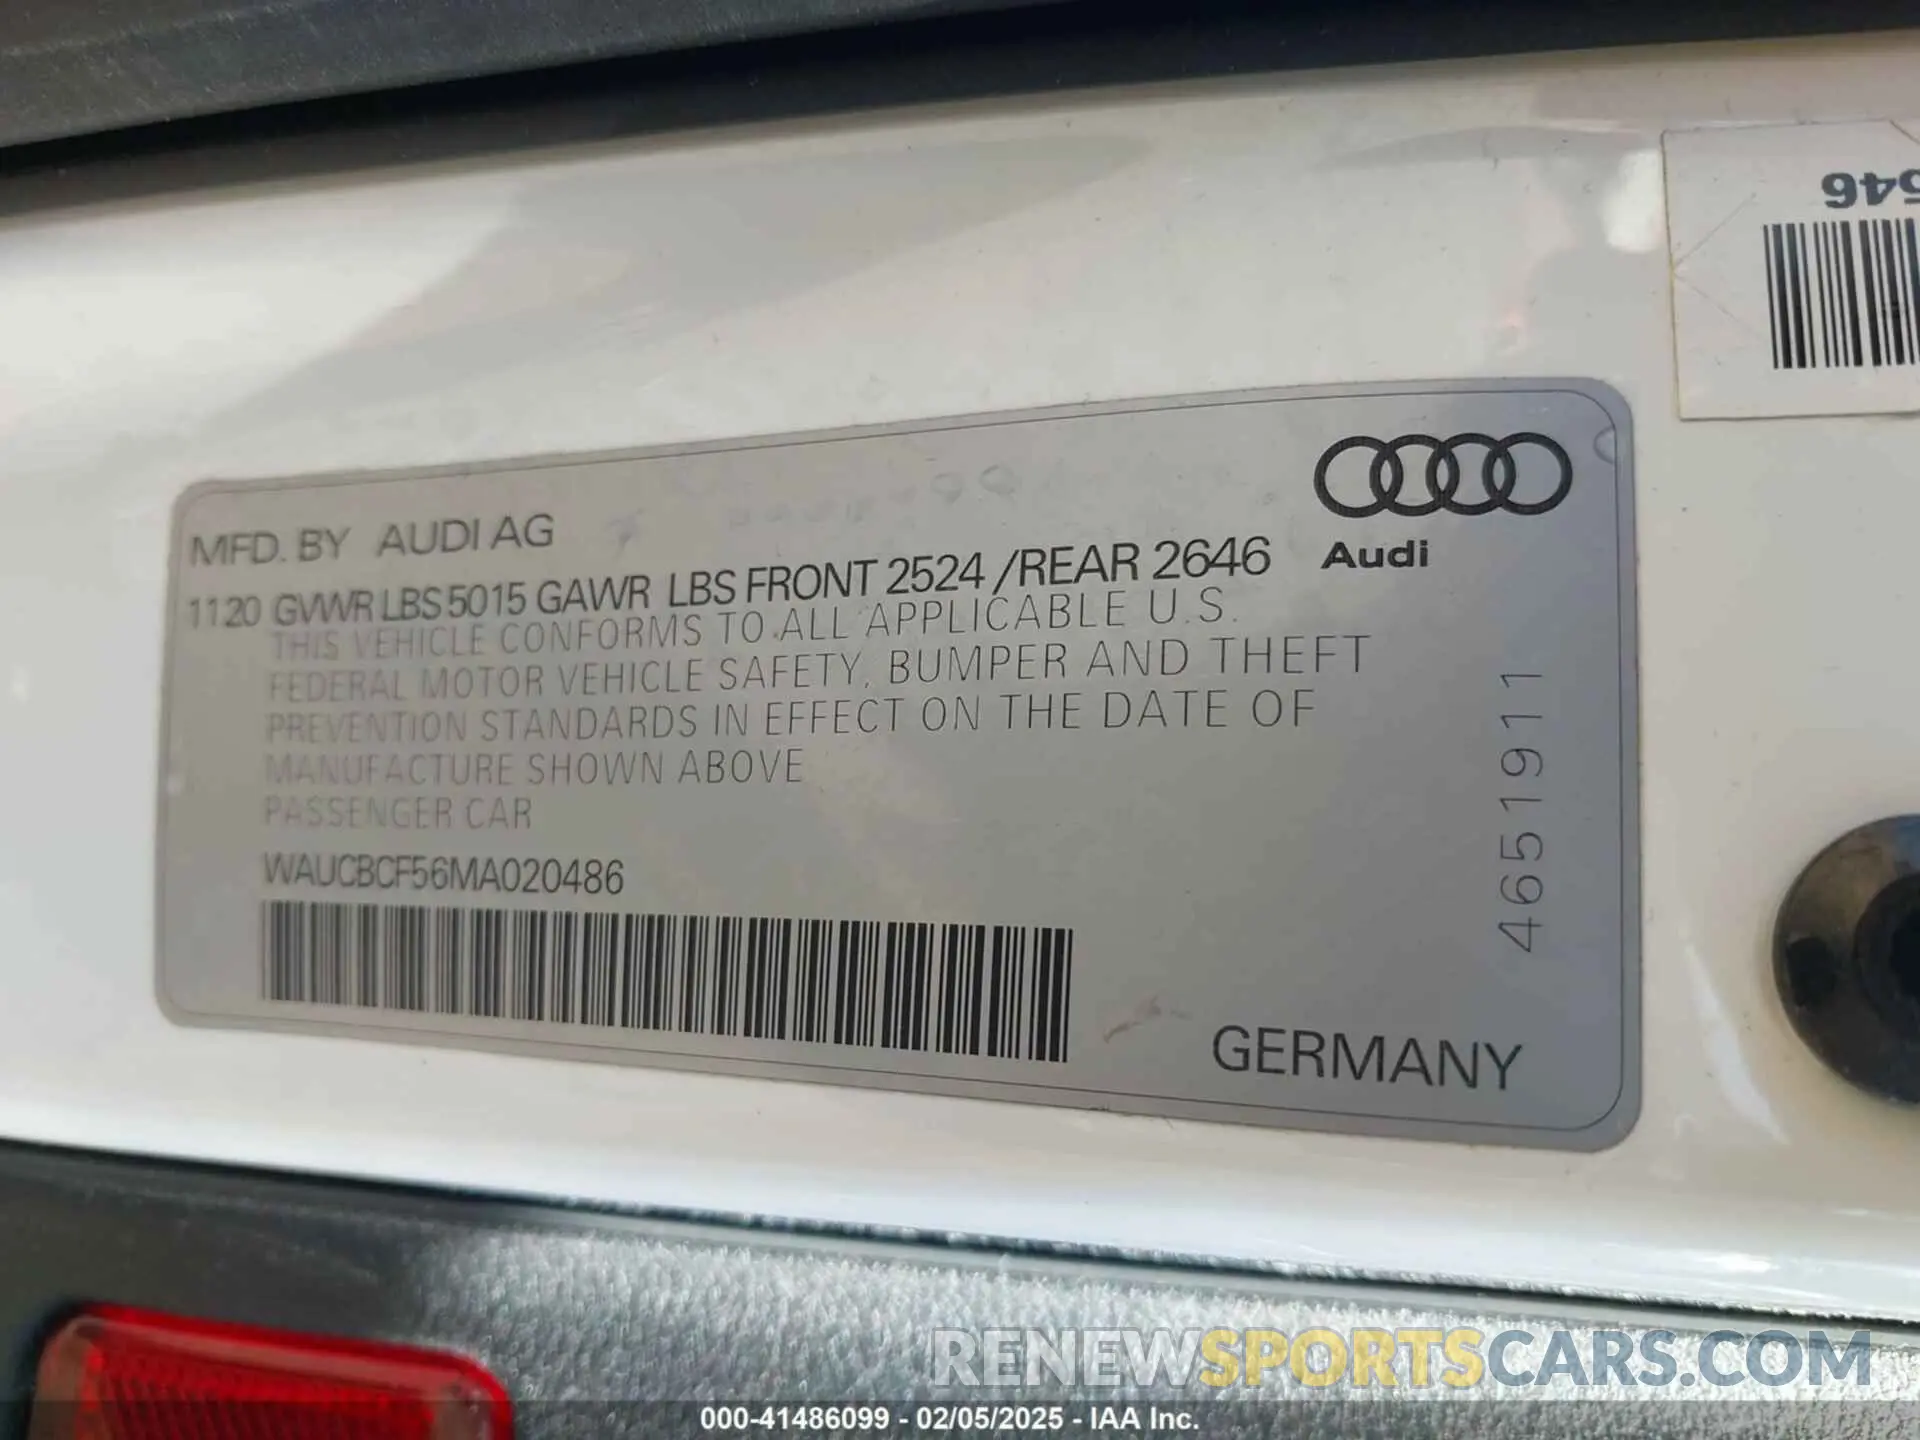 546
Audi
MFD. BY AUDI AG
1120 GVWR LBS 5015 GAWR LBS FRONT 2524 /REAR 2646
THIS VEHICLE CONFORMS TO ALL APPLICABLE U.S.
FEDERAL MOTOR VEHICLE SAFETY, BUMPER AND THEFT
PREVENTION STANDARDS IN EFFECT ON THE DATE OF
MANUFACTURE SHOWN ABOVE
PASSENGER CAR
WAUCBCF56MA020486
4651911
GERMANY
RENEWSPORTSCARS.COM
000-41486099 - 02/05/2025 - IAA Inc.